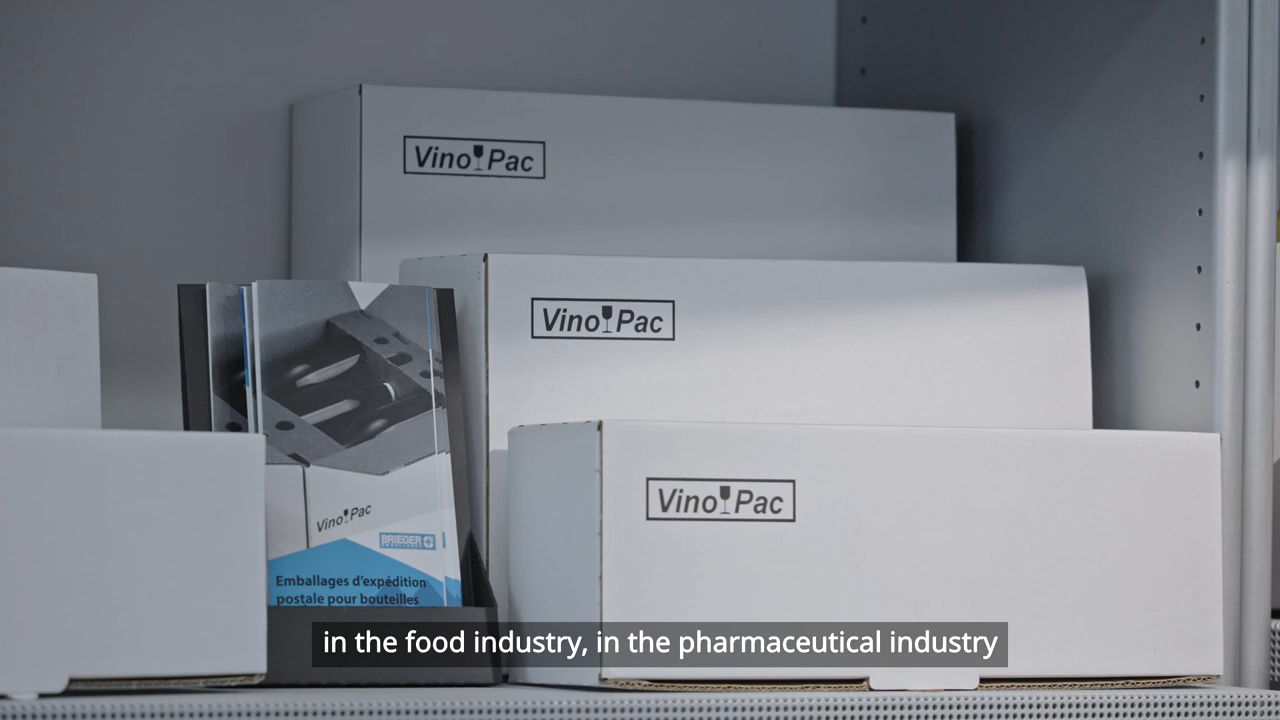 Vino Pac
Vino Pac
Vino Pac
Vino Pac
BRIEGER
Emballages d'expédition
postale pour bouteilles
in the food industry, in the pharmaceutical industry